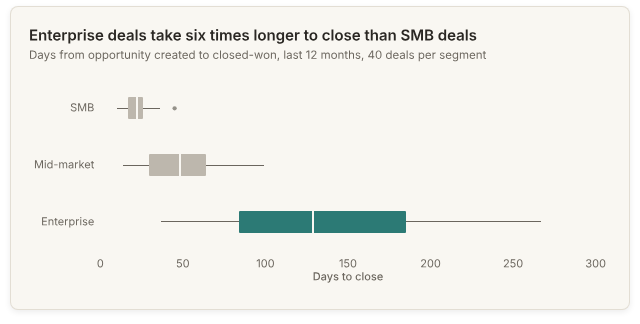 Enterprise deals take six times longer to close than SMB deals
Days from opportunity created to closed-won, last 12 months, 40 deals per segment
SMB
Mid-market
Enterprise
0 50 100 150 200 250 300
Days to close